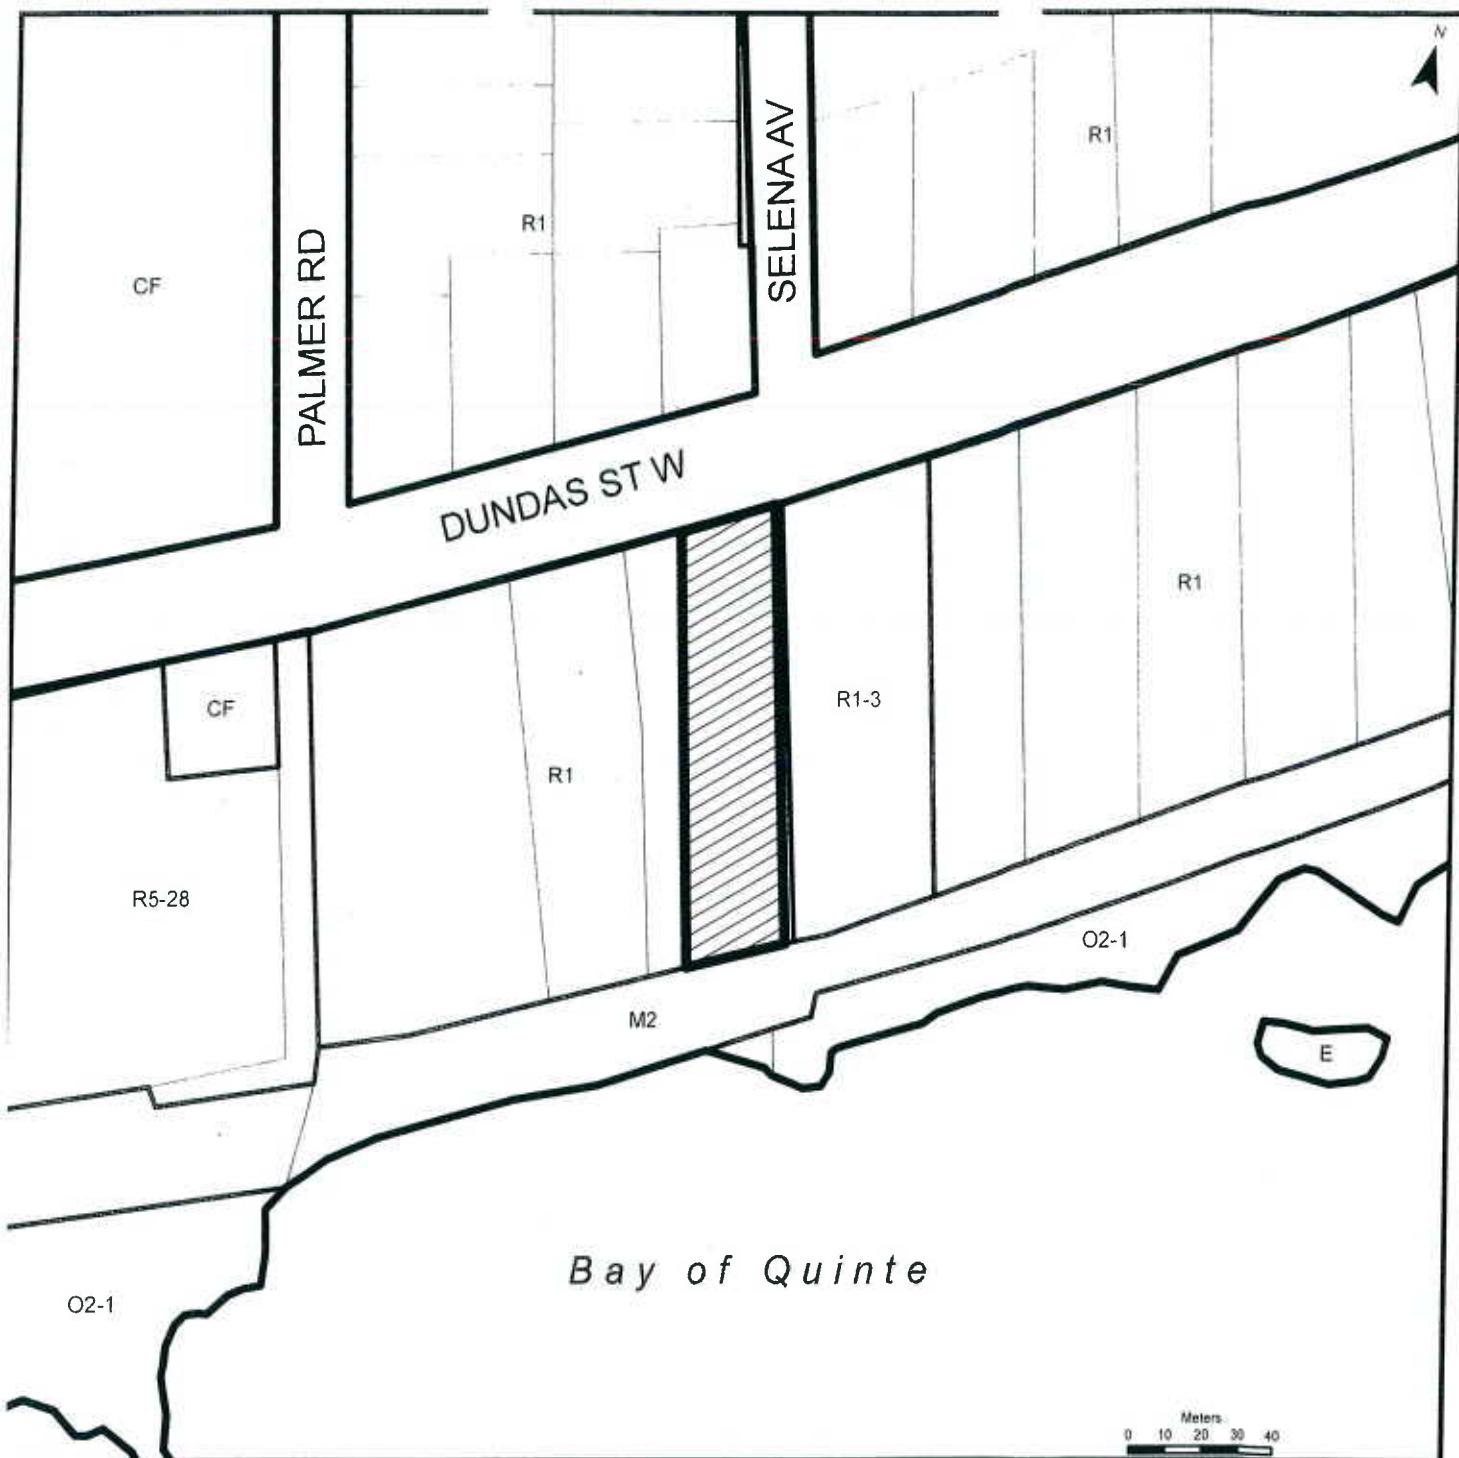 N
R1
SELENA AV
R1
PALMER RD
CF
DUNDAS ST W
R1
R1-3
CF
R1
R5-28
O2-1
M2
E
Bay of Quinte
O2-1
Meters
0 10 20 30 40